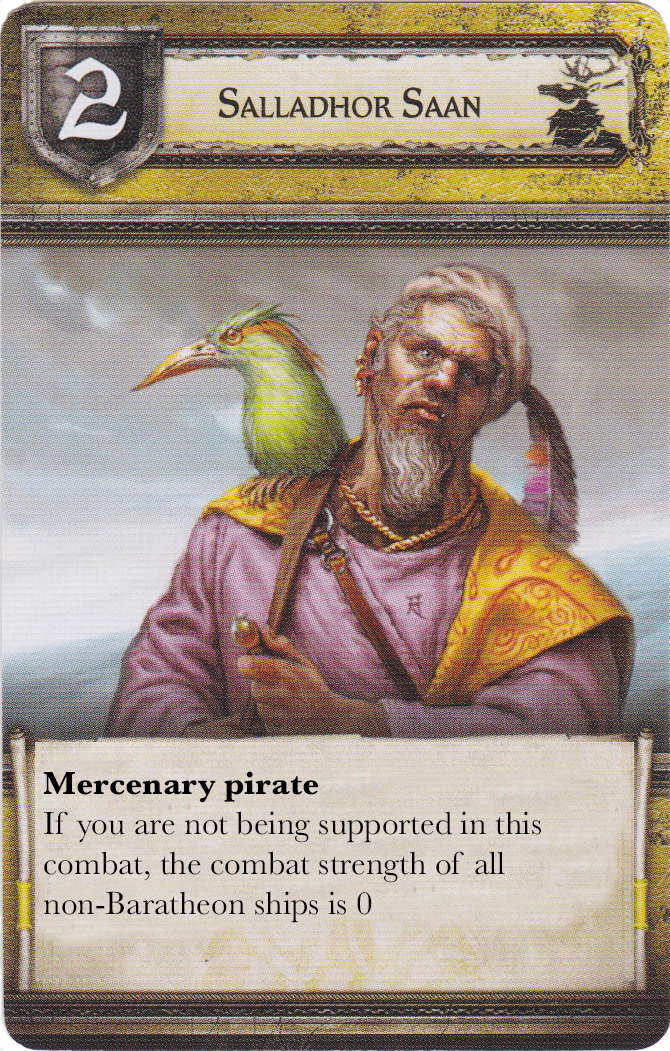 2
Salladhor Saan
Mercenary pirate
If you are not being supported in this
combat, the combat strength of all
non-Baratheon ships is 0